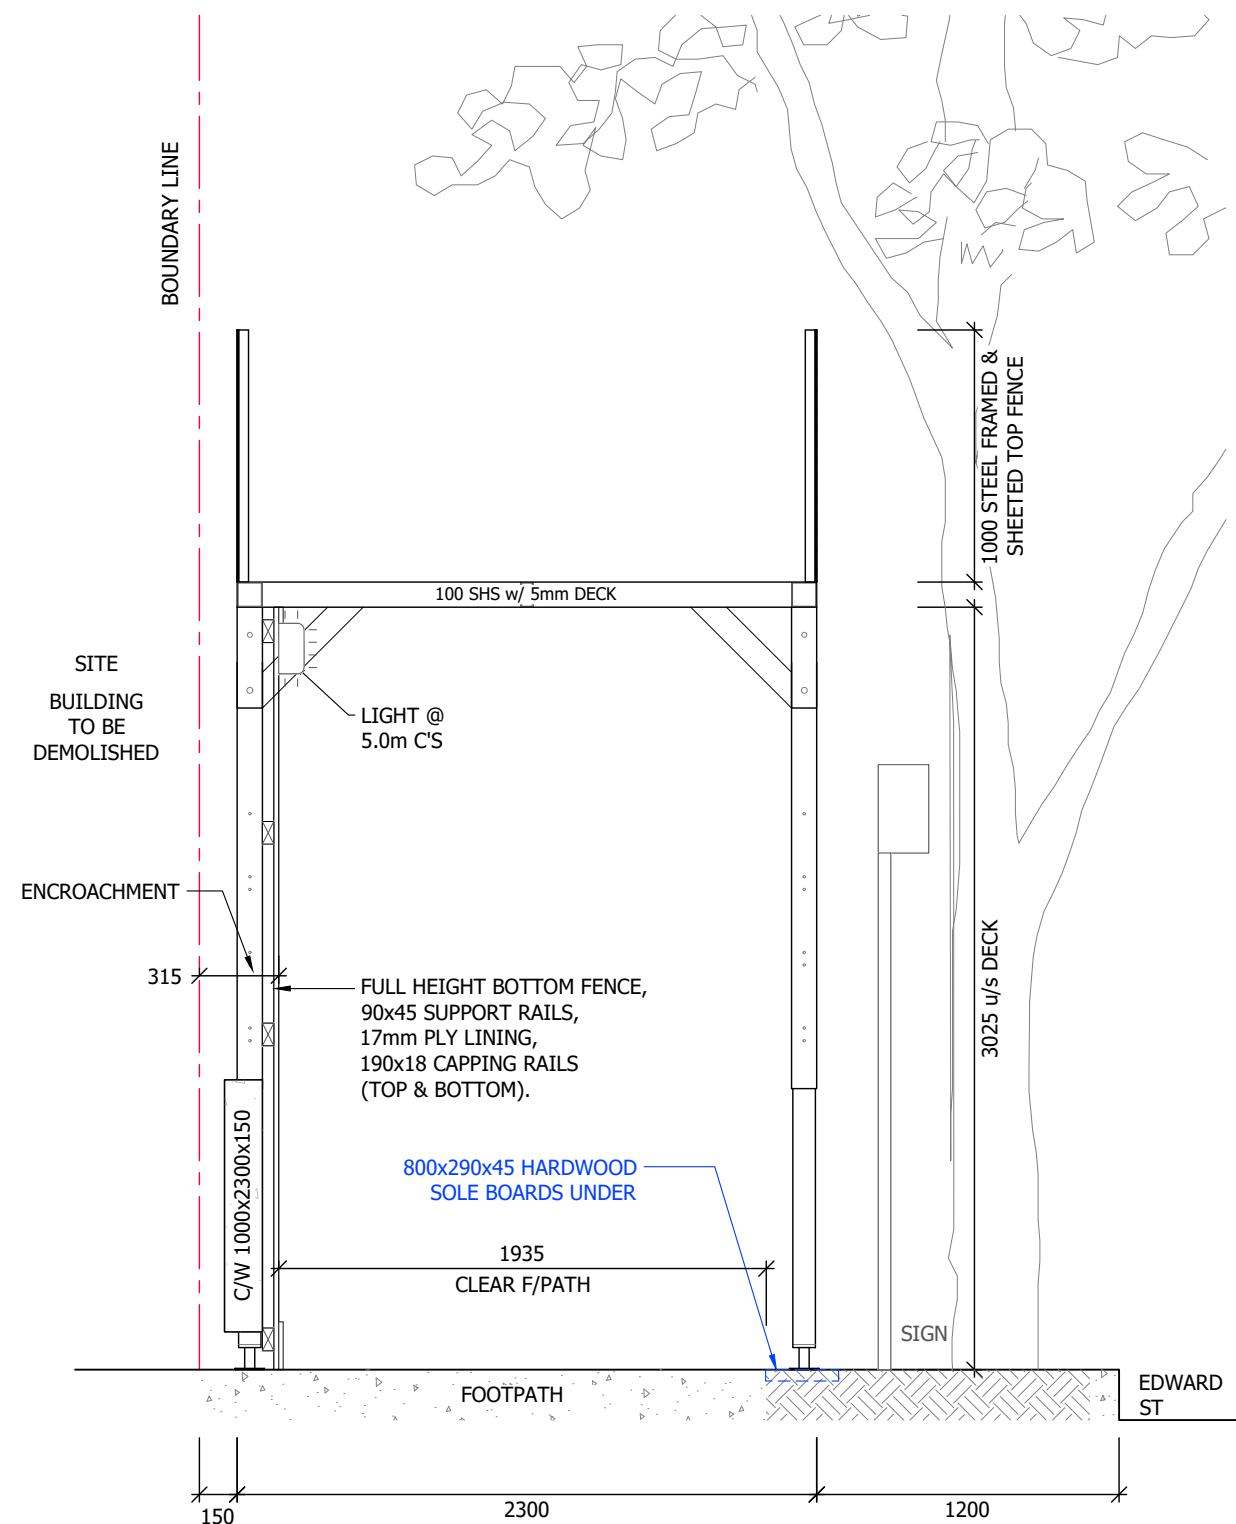 BOUNDARY LINE
1000 STEEL FRAMED &
SHEETED TOP FENCE
100 SHS w/ 5mm DECK
SITE
BUILDING
TO BE
DEMOLISHED
LIGHT @
5.0m C'S
ENCROACHMENT
315
FULL HEIGHT BOTTOM FENCE,
90x45 SUPPORT RAILS,
17mm PLY LINING,
190x18 CAPPING RAILS
(TOP & BOTTOM).
3025 u/s DECK
C/W 1000x2300x150
800x290x45 HARDWOOD
SOLE BOARDS UNDER
1935
CLEAR F/PATH
SIGN
FOOTPATH
EDWARD
ST
150
2300
1200